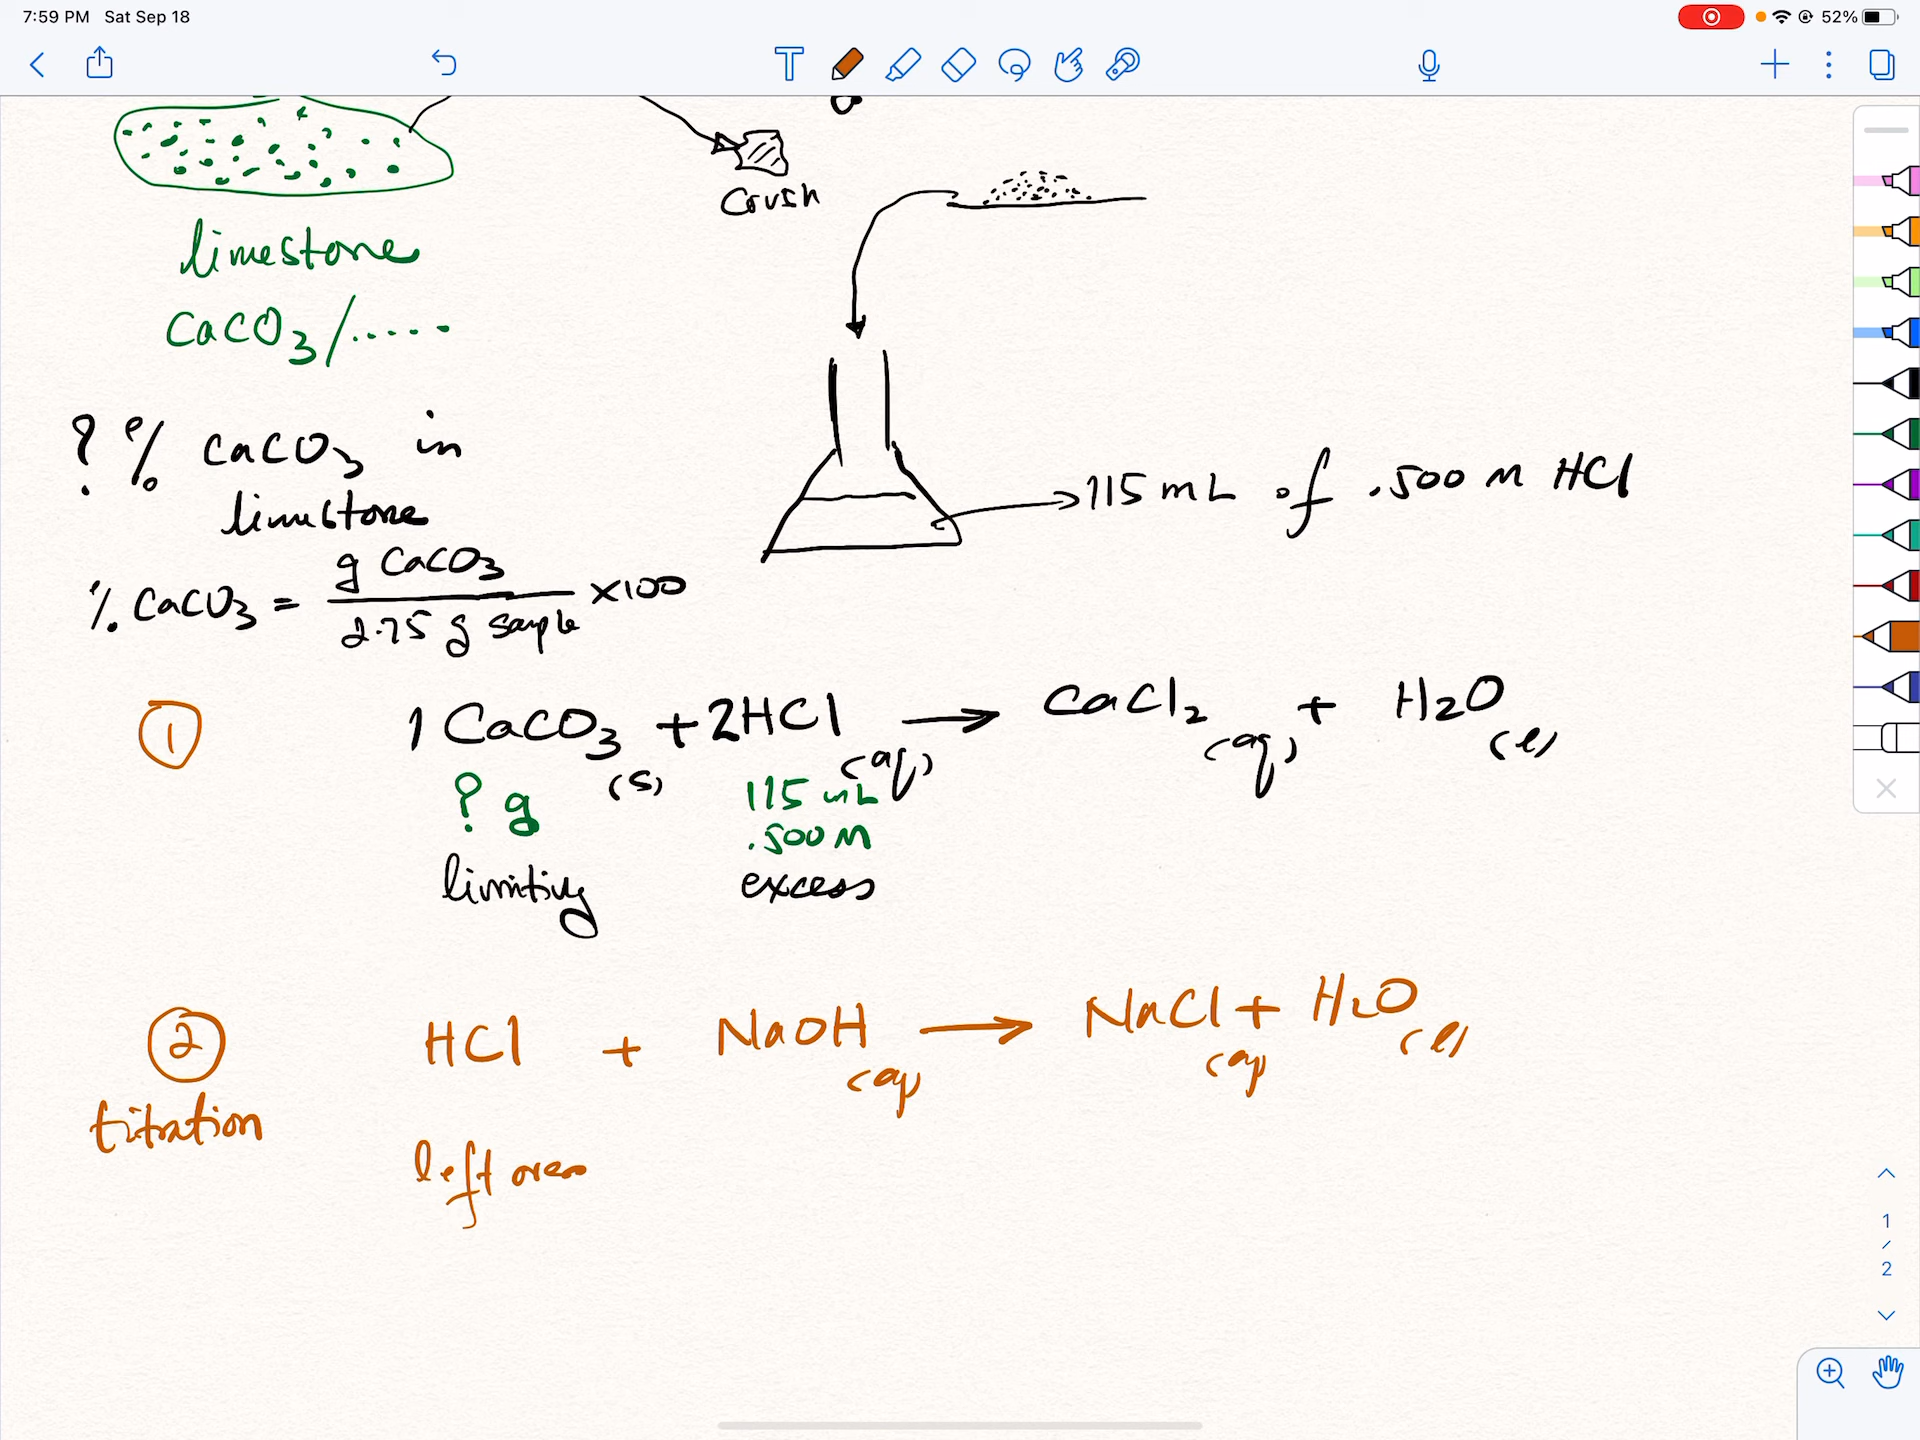 7:59 PM Sat Sep 18
52%
crush
limestone
CaCO3/.....
? % CaCO3 in
limestone
115 mL of .500 M HCl
% CaCO3 = g CaCO3 / 2.75 g sample ×100
① 1 CaCO3 (s) + 2HCl (aq) → CaCl2 (aq) + H2O (l)
? g 115 mL
.500 M
limiting excess
② HCl + NaOH (aq) → NaCl (aq) + H2O (l)
titration
left over
1
/
2